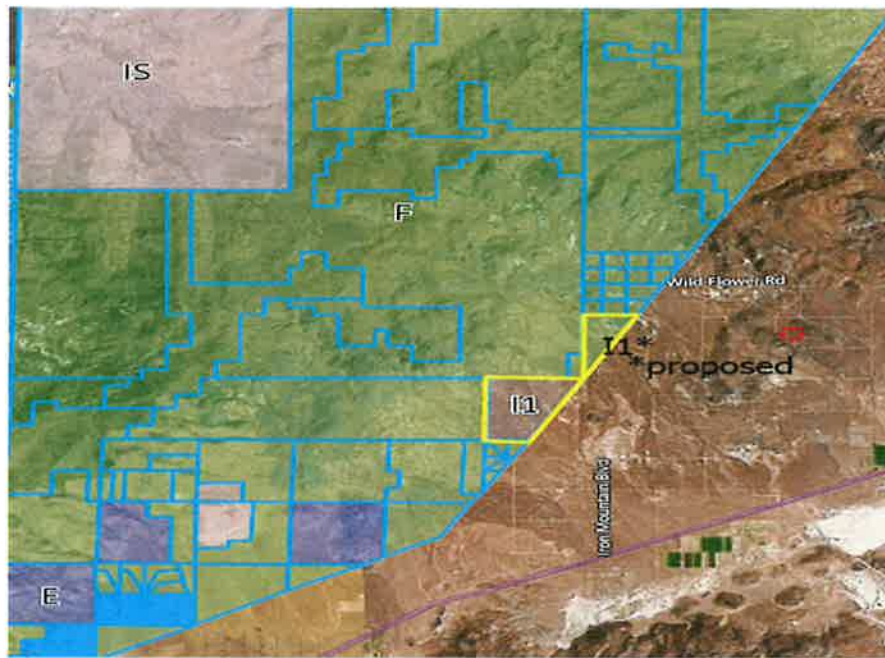 IS
F
Wild Flower Rd
I1*
*proposed
I1
Iron Mountain Blvd
E